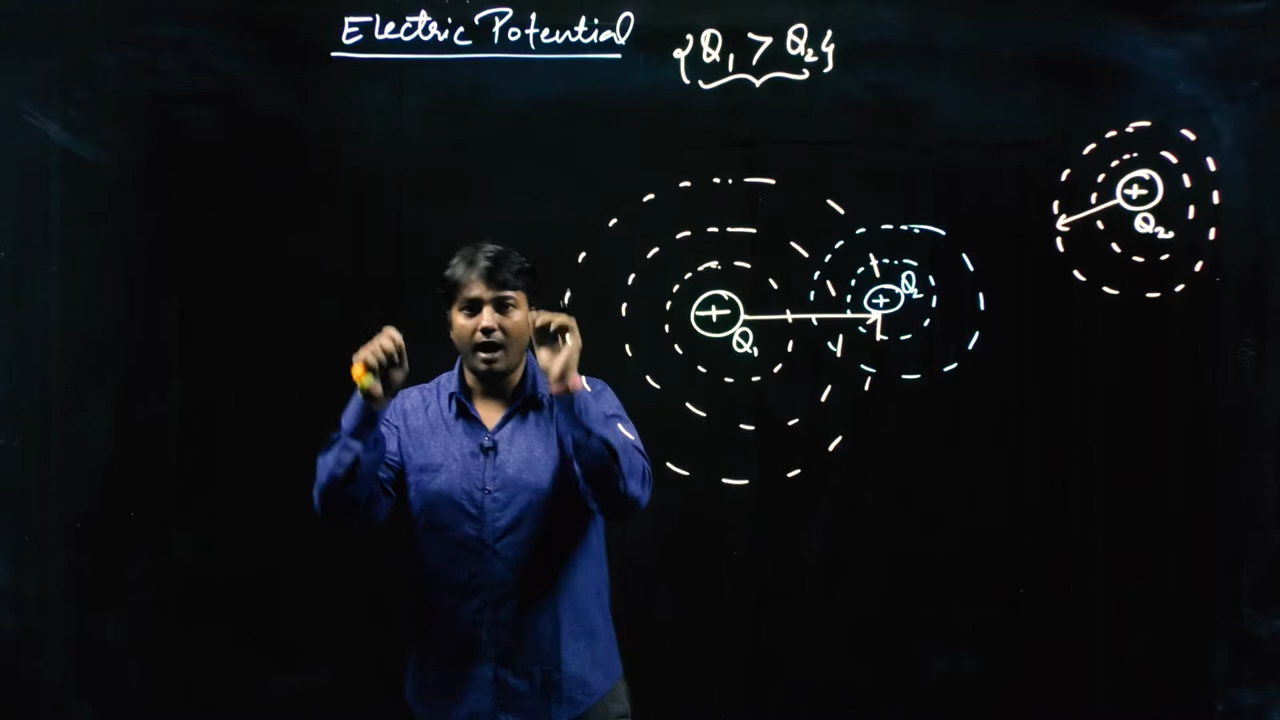 Electric Potential {Q₁ > Q₂}
+ Q₂
+ Q₂
+ Q₁